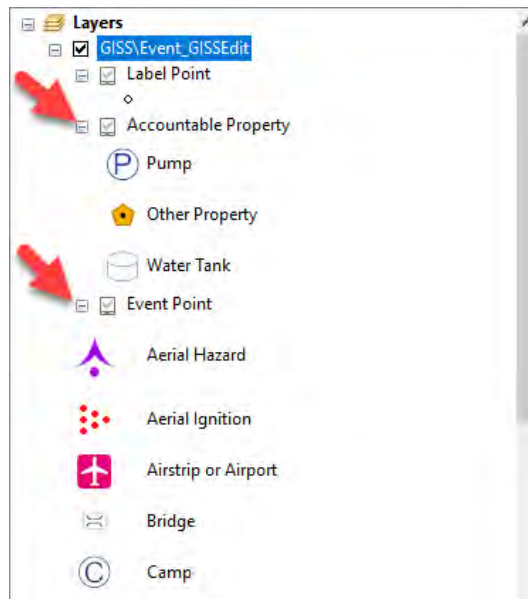 Layers
GISS\Event_GISSEdit
Label Point
Accountable Property
P Pump
Other Property
Water Tank
Event Point
Aerial Hazard
Aerial Ignition
Airstrip or Airport
Bridge
C Camp